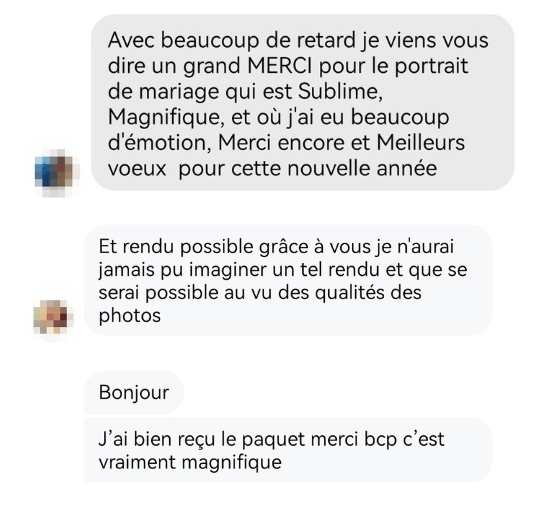 Avec beaucoup de retard je viens vous
dire un grand MERCI pour le portrait
de mariage qui est Sublime,
Magnifique, et où j'ai eu beaucoup
d'émotion, Merci encore et Meilleurs
voeux  pour cette nouvelle année
Et rendu possible grâce à vous je n'aurai
jamais pu imaginer un tel rendu et que se
serai possible au vu des qualités des
photos
Bonjour
J’ai bien reçu le paquet merci bcp c’est
vraiment magnifique